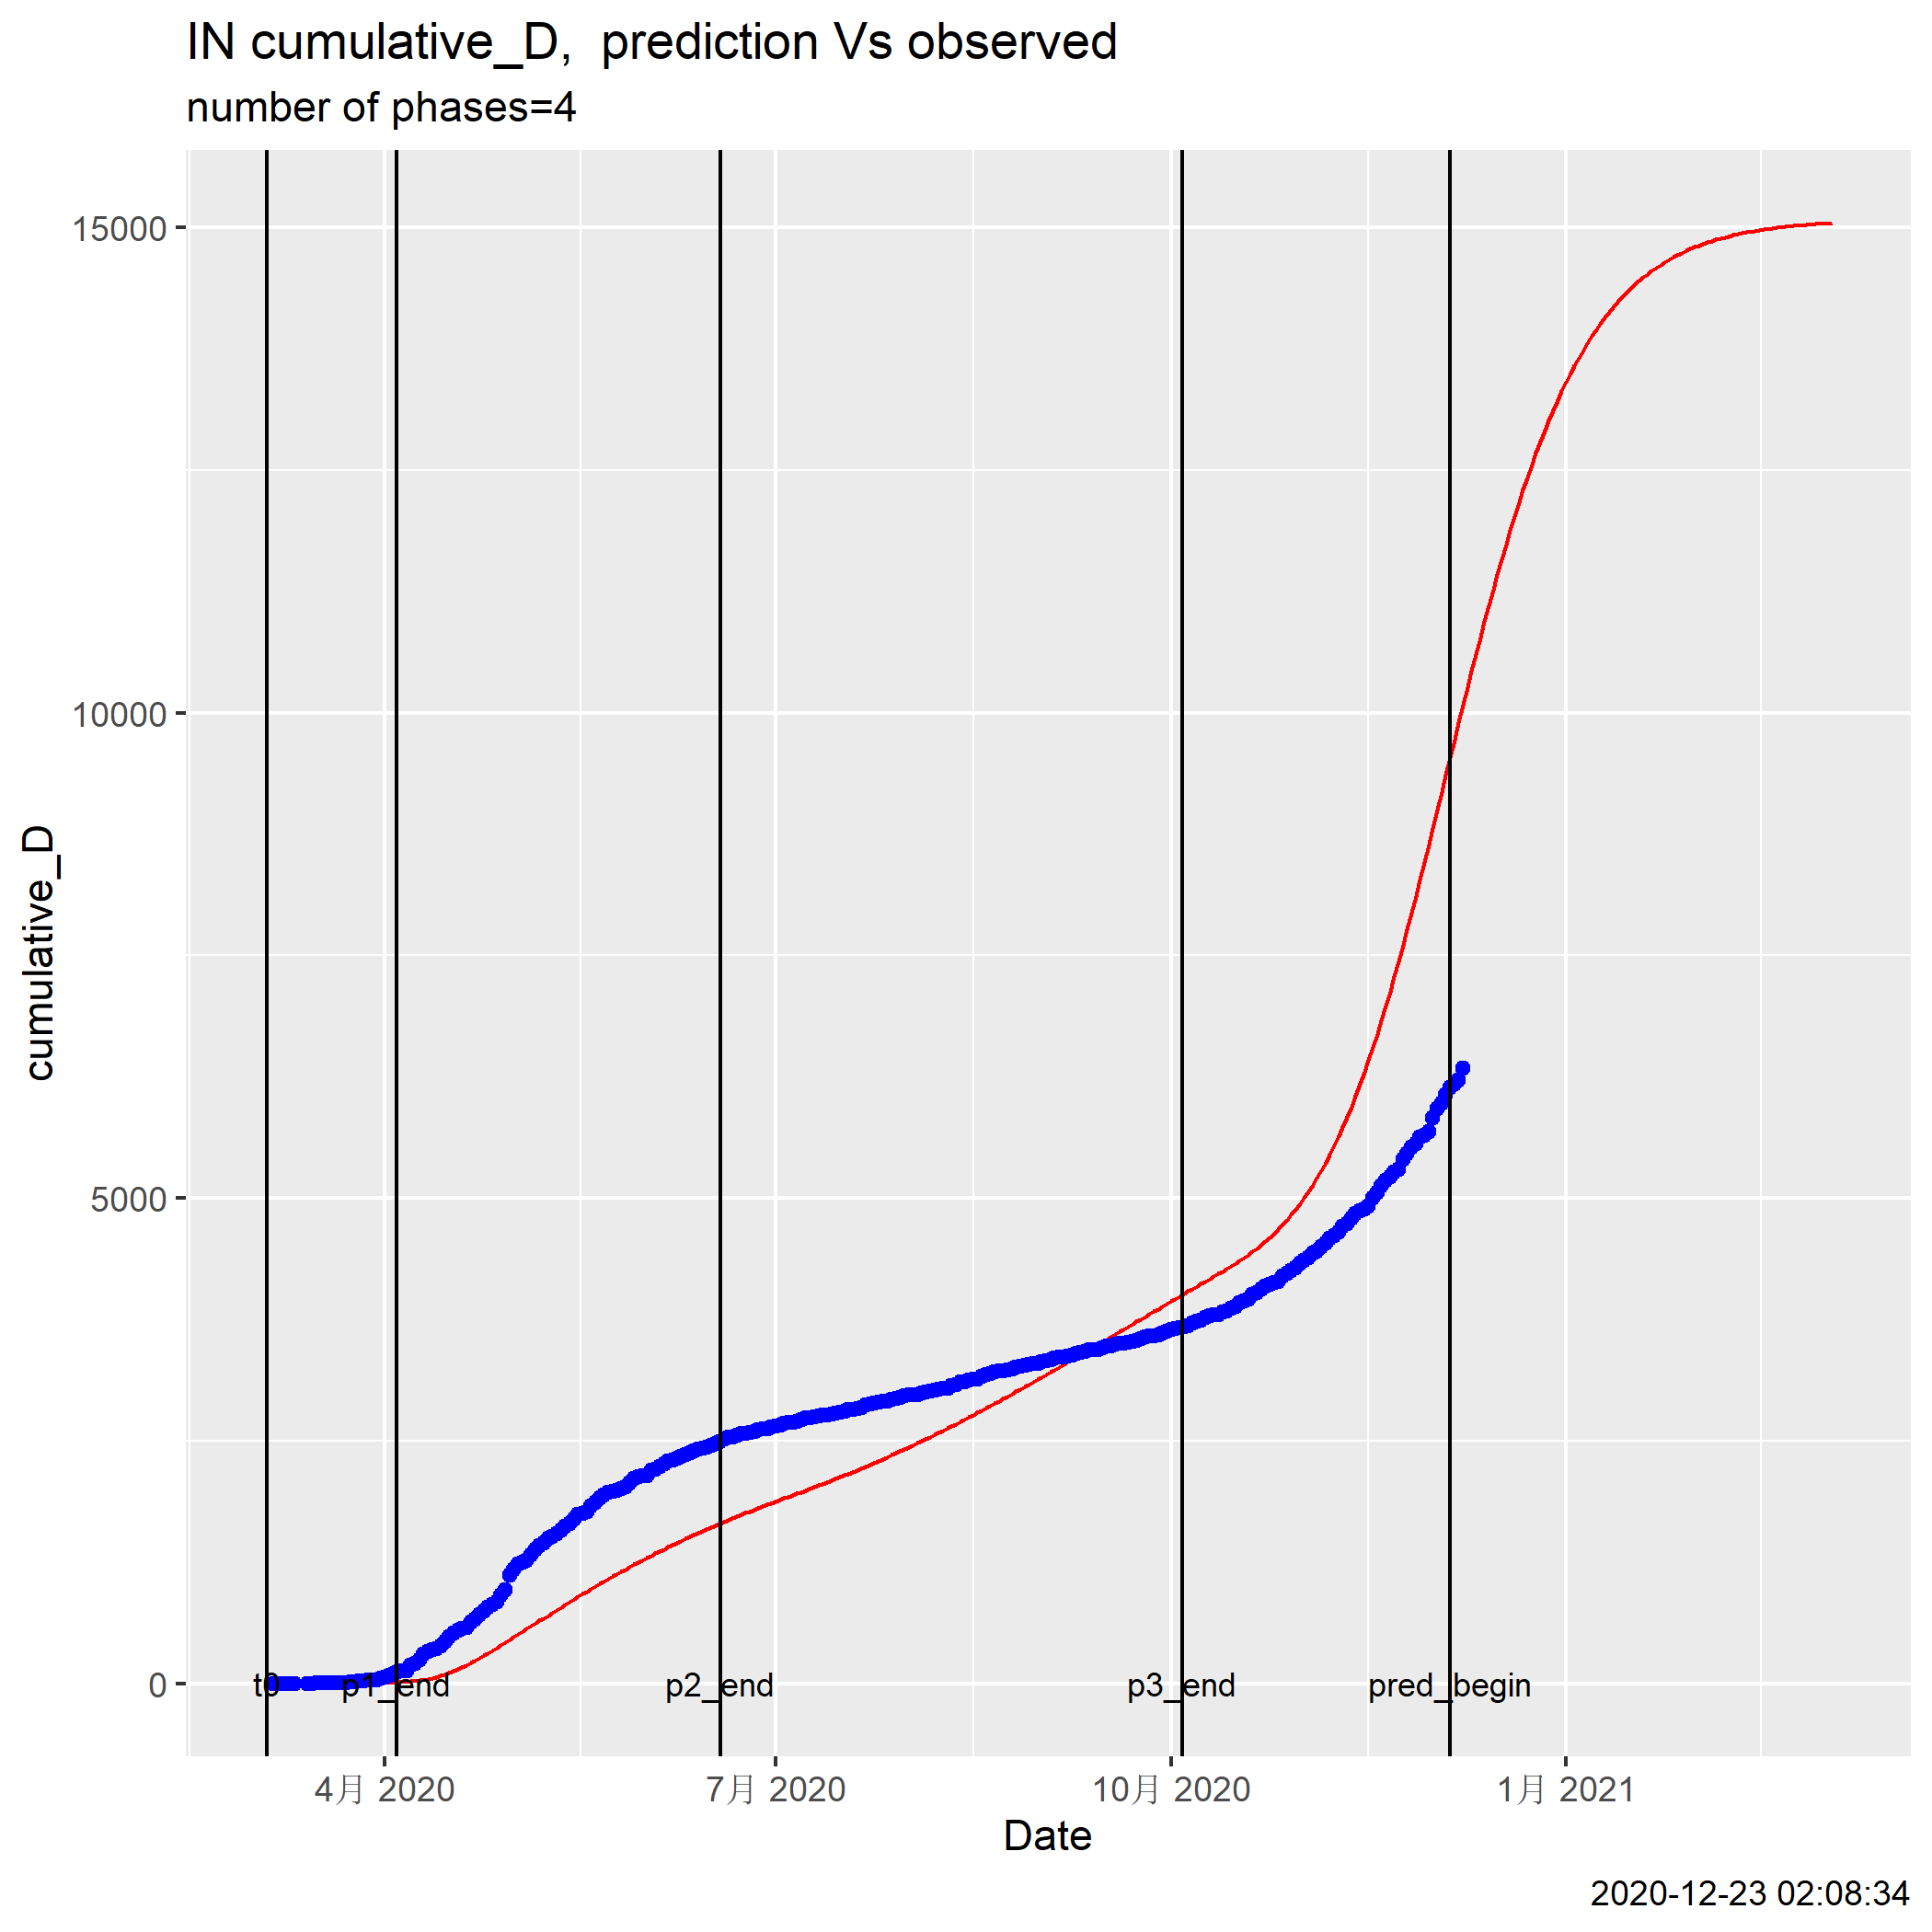 IN cumulative_D,  prediction Vs observed
number of phases=4
cumulative_D
15000
10000
5000
0
t0
p1_end
p2_end
p3_end
pred_begin
4月 2020
7月 2020
10月 2020
1月 2021
Date
2020-12-23 02:08:34